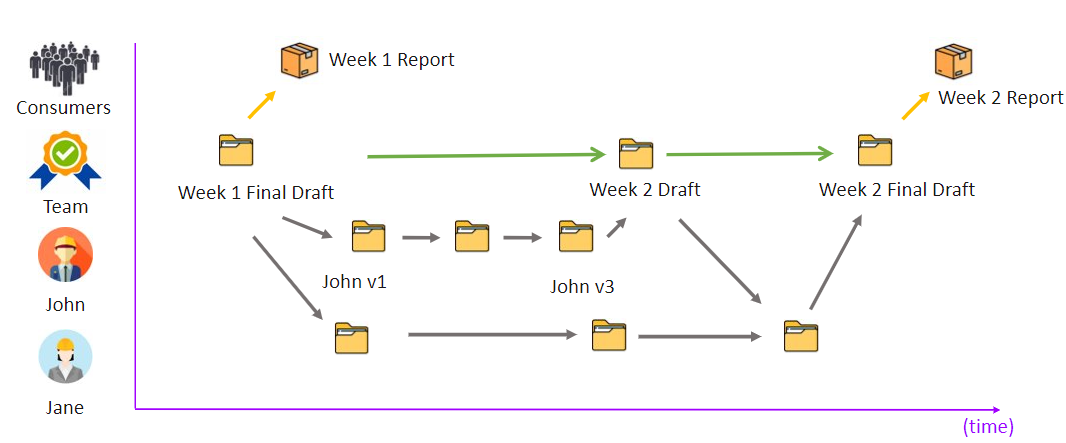 Week 1 Report
Consumers
Week 2 Report
Week 1 Final Draft
Week 2 Draft
Week 2 Final Draft
Team
John v1
John v3
John
Jane
(time)